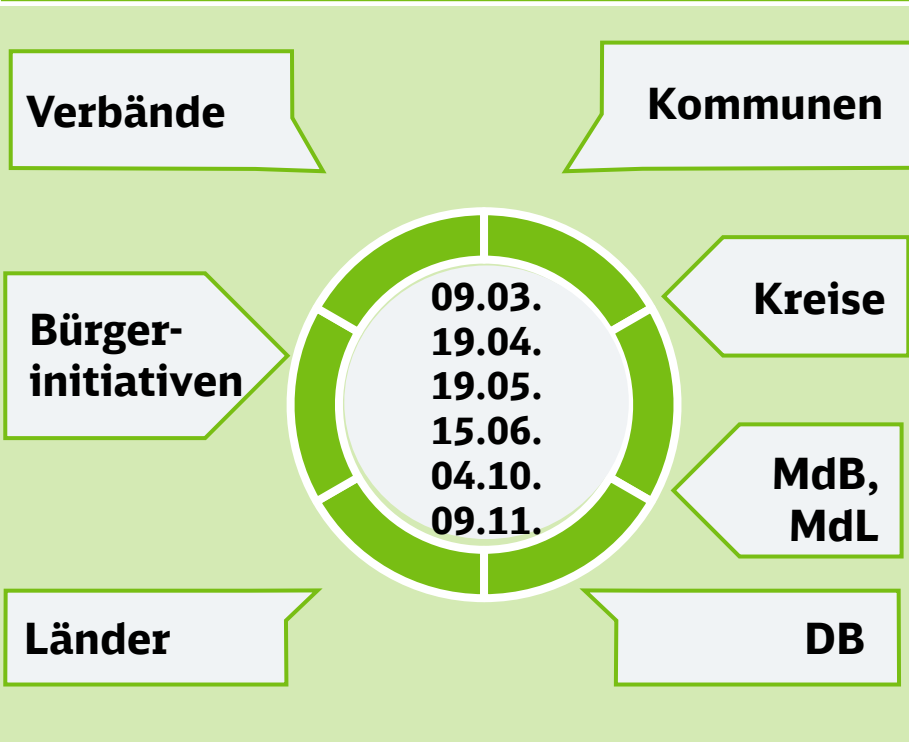 Verbände
Kommunen
Bürger-
initiativen
09.03.
19.04.
19.05.
15.06.
04.10.
09.11.
Kreise
MdB,
MdL
Länder
DB